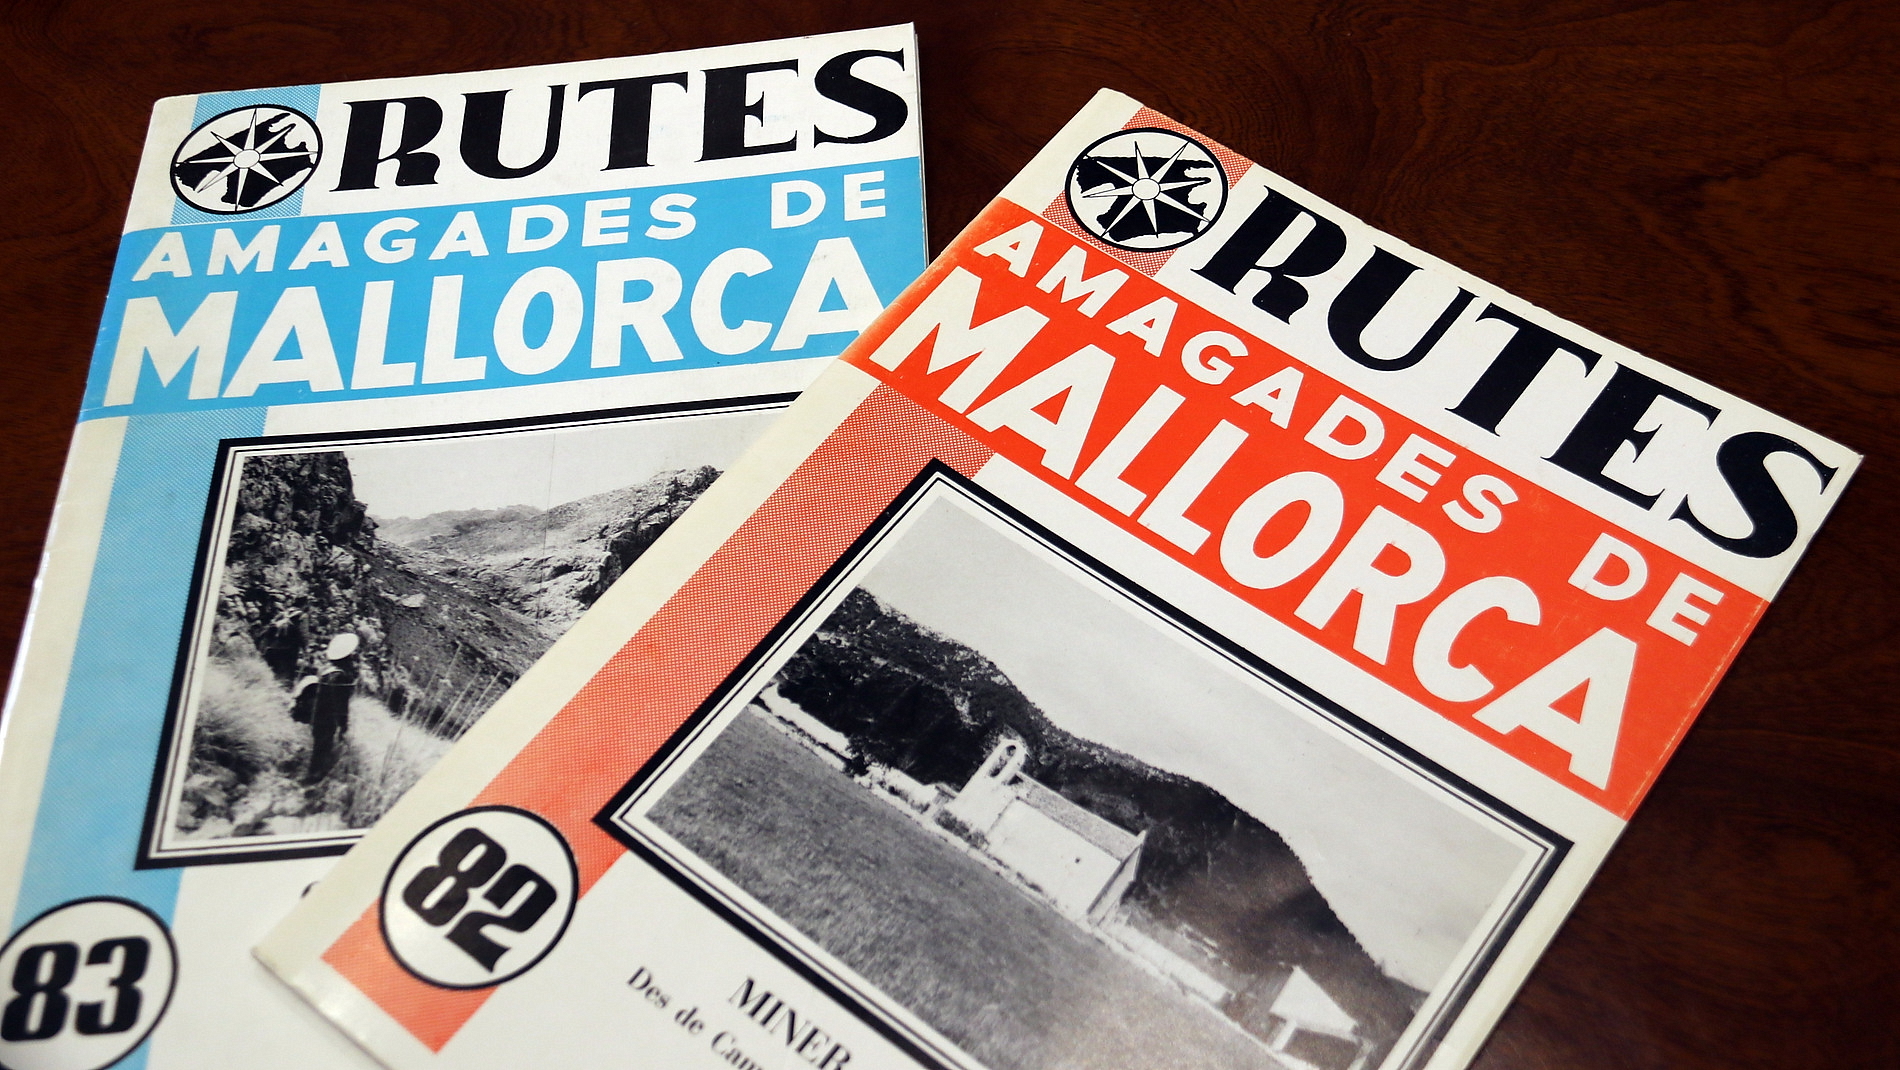 RUTES
AMAGADES DE
MALLORCA
83
RUTES
AMAGADES DE
MALLORCA
82
MINER
Des de